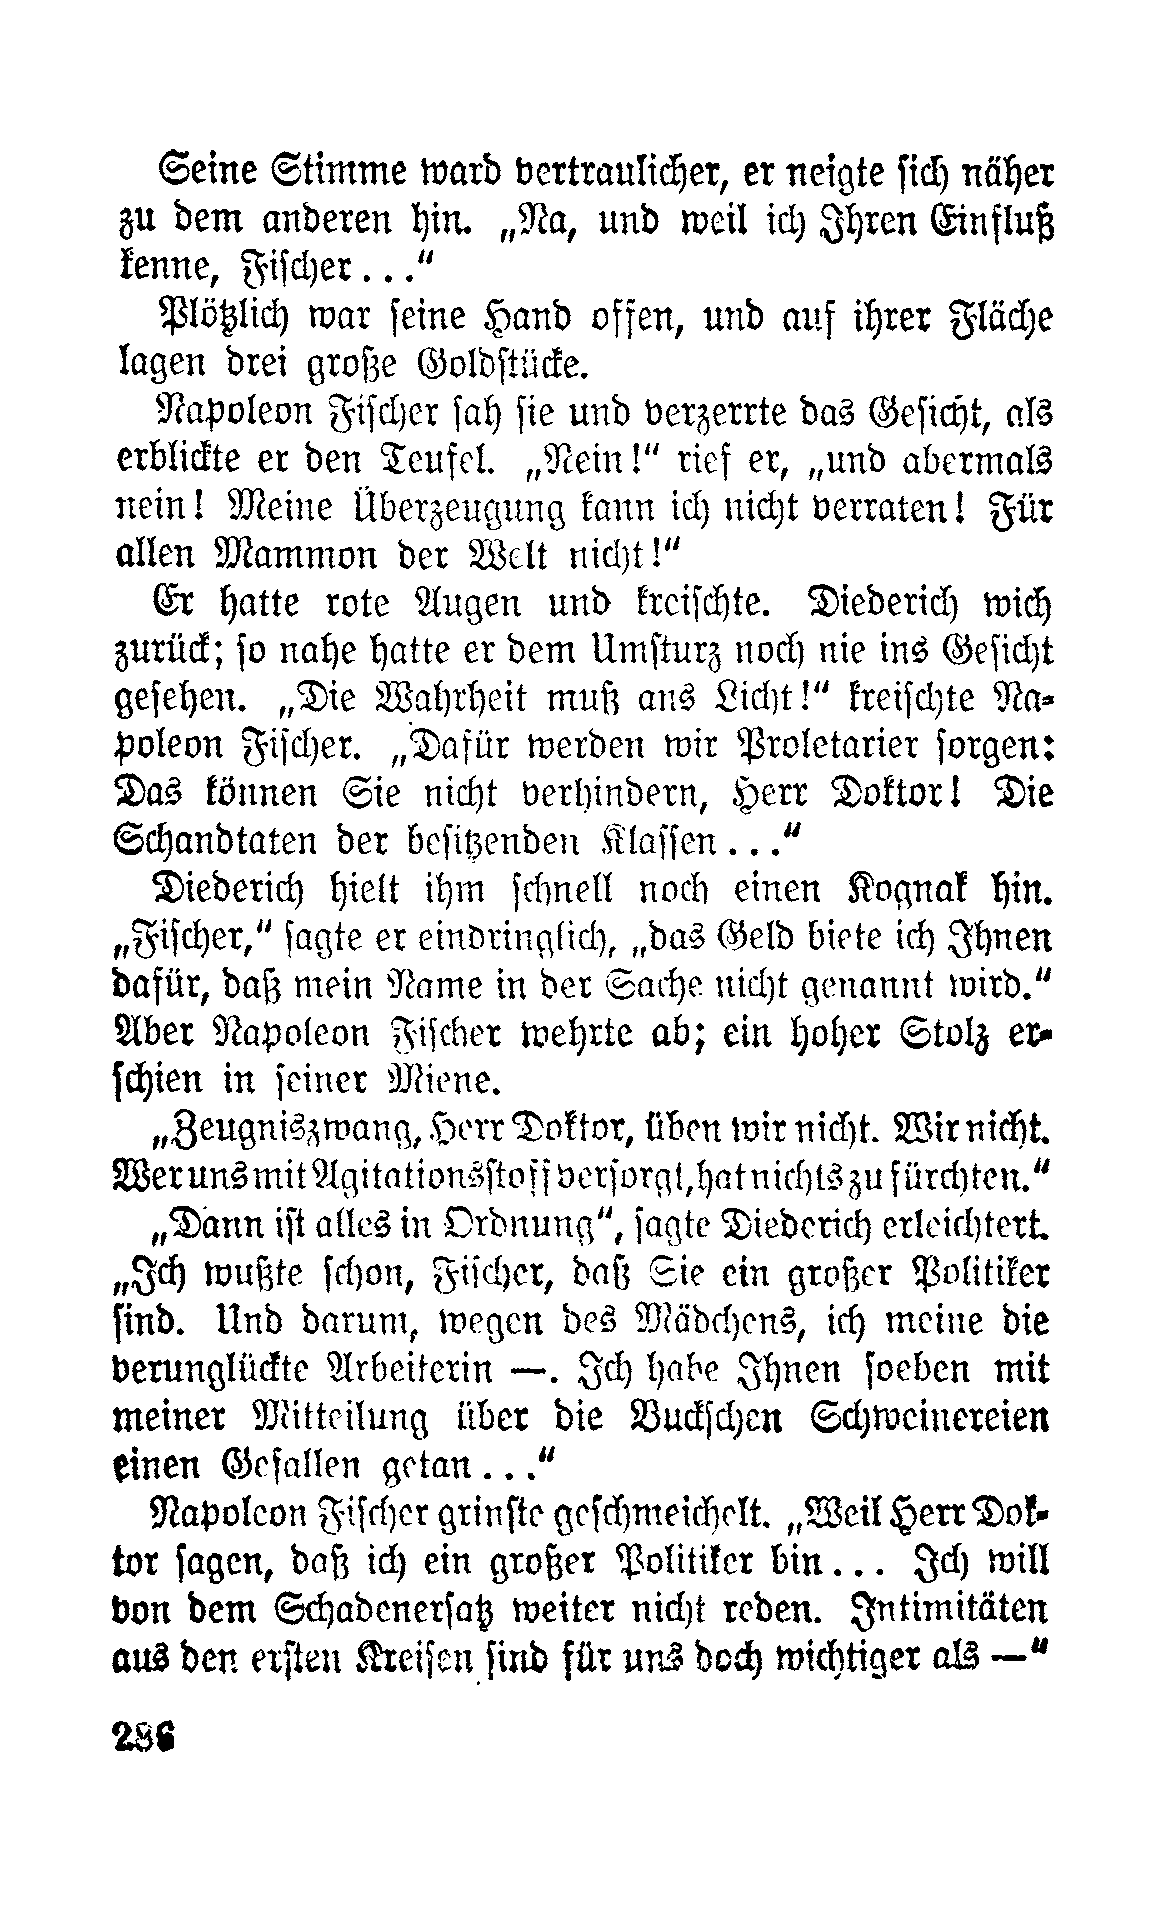 Seine Stimme ward vertraulicher, er neigte sich näher
zu dem anderen hin. „Na, und weil ich Ihren Einfluß
kenne, Fischer . . .“
Plötzlich war seine Hand offen, und auf ihrer Fläche
lagen drei große Goldstücke.
Napoleon Fischer sah sie und verzerrte das Gesicht, als
erblickte er den Teufel. „Nein!“ rief er, „und abermals
nein! Meine Überzeugung kann ich nicht verraten! Für
allen Mammon der Welt nicht!“
Er hatte rote Augen und kreischte. Diederich wich
zurück; so nahe hatte er dem Umsturz noch nie ins Gesicht
gesehen. „Die Wahrheit muß ans Licht!“ kreischte Na-
poleon Fischer. „Dafür werden wir Proletarier sorgen:
Das können Sie nicht verhindern, Herr Doktor! Die
Schandtaten der besitzenden Klassen . . .“
Diederich hielt ihm schnell noch einen Kognak hin.
„Fischer,“ sagte er eindringlich, „das Geld biete ich Ihnen
dafür, daß mein Name in der Sache nicht genannt wird.“
Aber Napoleon Fischer wehrte ab; ein hoher Stolz er-
schien in seiner Miene.
„Zeugniszwang, Herr Doktor, üben wir nicht. Wir nicht.
Wer uns mit Agitationsstoff versorgt, hat nichts zu fürchten.“
„Dann ist alles in Ordnung“, sagte Diederich erleichtert.
„Ich wußte schon, Fischer, daß Sie ein großer Politiker
sind. Und darum, wegen des Mädchens, ich meine die
verunglückte Arbeiterin —. Ich habe Ihnen soeben mit
meiner Mitteilung über die Buckschen Schweinereien
einen Gefallen getan . . .“
Napoleon Fischer grinste geschmeichelt. „Weil Herr Dok-
tor sagen, daß ich ein großer Politiker bin . . . Ich will
von dem Schadenersatz weiter nicht reden. Intimitäten
aus den ersten Kreisen sind für uns doch wichtiger als —“
286